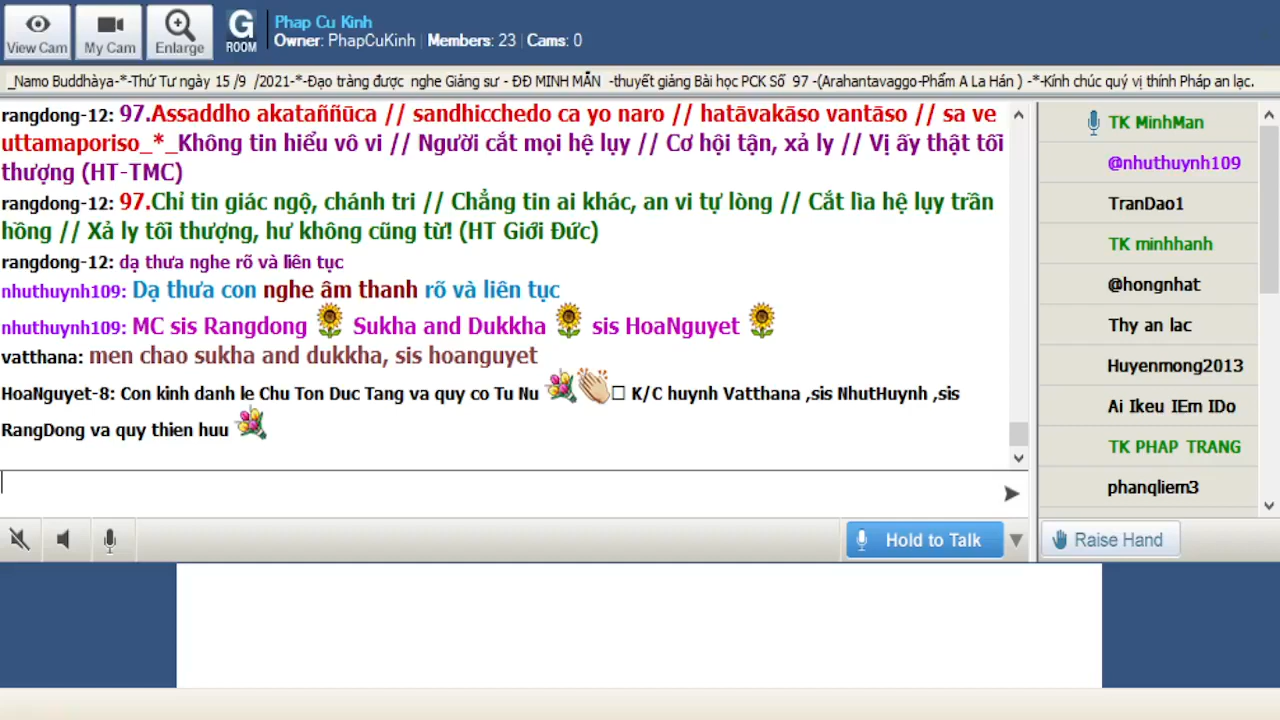 Phap Cu Kinh
View Cam My Cam Enlarge G ROOM Owner: PhapCuKinh Members: 23 Cams: 0
_Namo Buddhàya-*-Thứ Tư ngày 15 /9 /2021-*-Đạo tràng được nghe Giảng sư - ĐĐ MINH MẪN -thuyết giảng Bài học PCK Số 97 -(Arahantavaggo-Phẩm A La Hán ) -*-Kính chúc quý vị thính Pháp an lạc.
rangdong-12: 97.Assaddho akataññūca // sandhicchedo ca yo naro // hatāvakāso vantāso // sa ve
uttamaporiso_*_Không tin hiểu vô vi // Người cắt mọi hệ lụy // Cơ hội tận, xả ly // Vị ấy thật tối
thượng (HT-TMC)
rangdong-12: 97.Chỉ tin giác ngộ, chánh tri // Chẳng tin ai khác, an vi tự lòng // Cắt lìa hệ lụy trần
hồng // Xả ly tối thượng, hư không cũng từ! (HT Giới Đức)
rangdong-12: dạ thưa nghe rõ và liên tục
nhuthuynh109: Dạ thưa con nghe âm thanh rõ và liên tục
nhuthuynh109: MC sis Rangdong 🌻 Sukha and Dukkha 🌻 sis HoaNguyet 🌻
vatthana: men chao sukha and dukkha, sis hoanguyet
HoaNguyet-8: Con kinh danh le Chu Ton Duc Tang va quy co Tu Nu 💐👏 K/C huynh Vatthana ,sis NhutHuynh ,sis
RangDong va quy thien huu 💐
TK MinhMan
@nhuthuynh109
TranDao1
TK minhhanh
@hongnhat
Thy an lac
Huyenmong2013
Ai Ikeu IEm IDo
TK PHAP TRANG
phanqliem3
Hold to Talk
Raise Hand